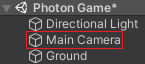 Photon Game*
Directional Light
Main Camera
Ground